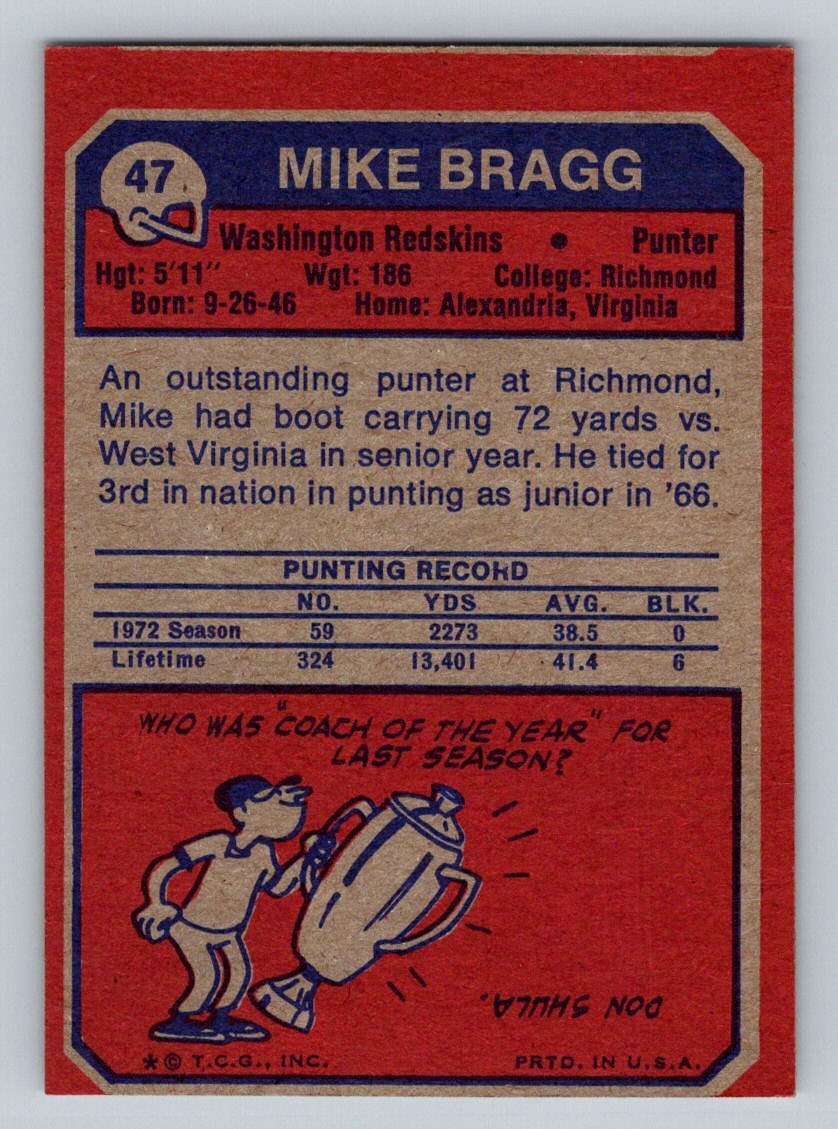 47
MIKE BRAGG
Washington Redskins • Punter
Hgt: 5'11" Wgt: 186 College: Richmond
Born: 9-26-46 Home: Alexandria, Virginia
An outstanding punter at Richmond,
Mike had boot carrying 72 yards vs.
West Virginia in senior year. He tied for
3rd in nation in punting as junior in '66.
PUNTING RECORD
NO. YDS AVG. BLK.
1972 Season 59 2273 38.5 0
Lifetime 324 13,401 41.4 6
WHO WAS "COACH OF THE YEAR" FOR
LAST SEASON?
DON SHULA.
* © T.C.G., INC. PRTD. IN U.S.A.